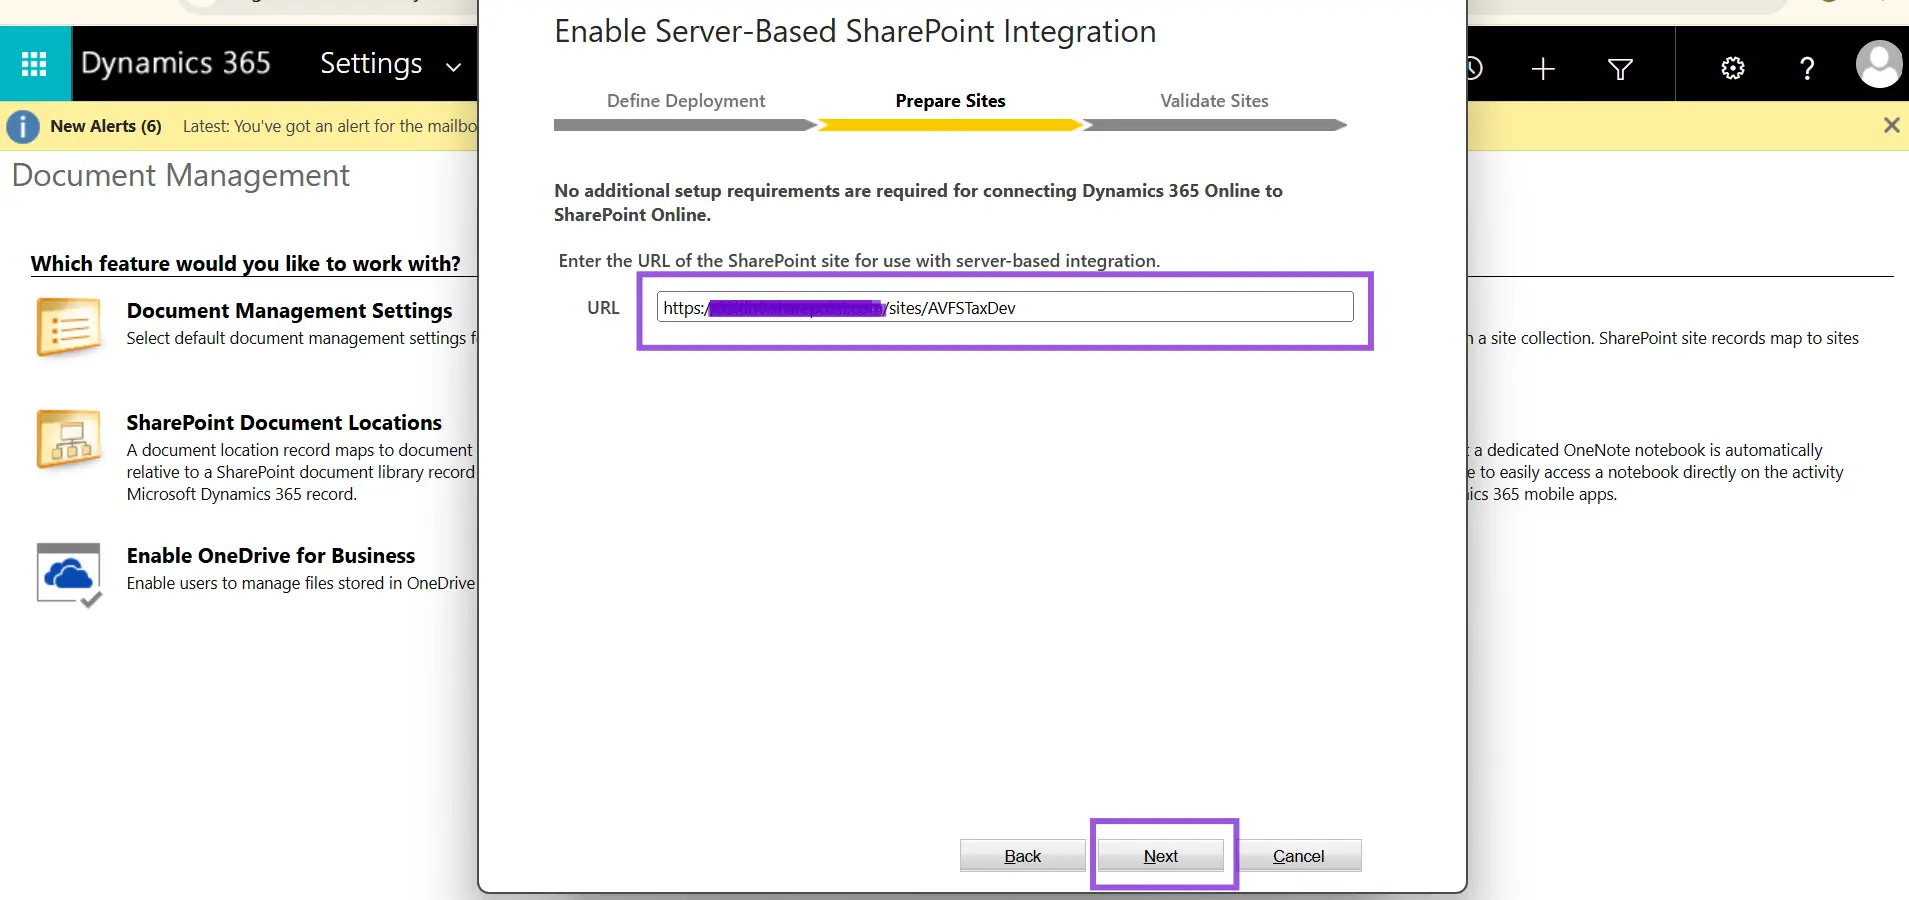 Enable Server-Based SharePoint Integration
Dynamics 365
Settings
?
Define Deployment
Prepare Sites
Validate Sites
New Alerts (6)
Latest: You've got an alert for the mailbo
Document Management
No additional setup requirements are required for connecting Dynamics 365 Online to
SharePoint Online.
Which feature would you like to work with?
Enter the URL of the SharePoint site for use with server-based integration.
URL
https:/ /sites/AVFSTaxDev
Document Management Settings
Select default document management settings f
a site collection. SharePoint site records map to sites
SharePoint Document Locations
A document location record maps to document
relative to a SharePoint document library record
Microsoft Dynamics 365 record.
a dedicated OneNote notebook is automatically
e to easily access a notebook directly on the activity
ics 365 mobile apps.
Enable OneDrive for Business
Enable users to manage files stored in OneDrive
Back
Next
Cancel